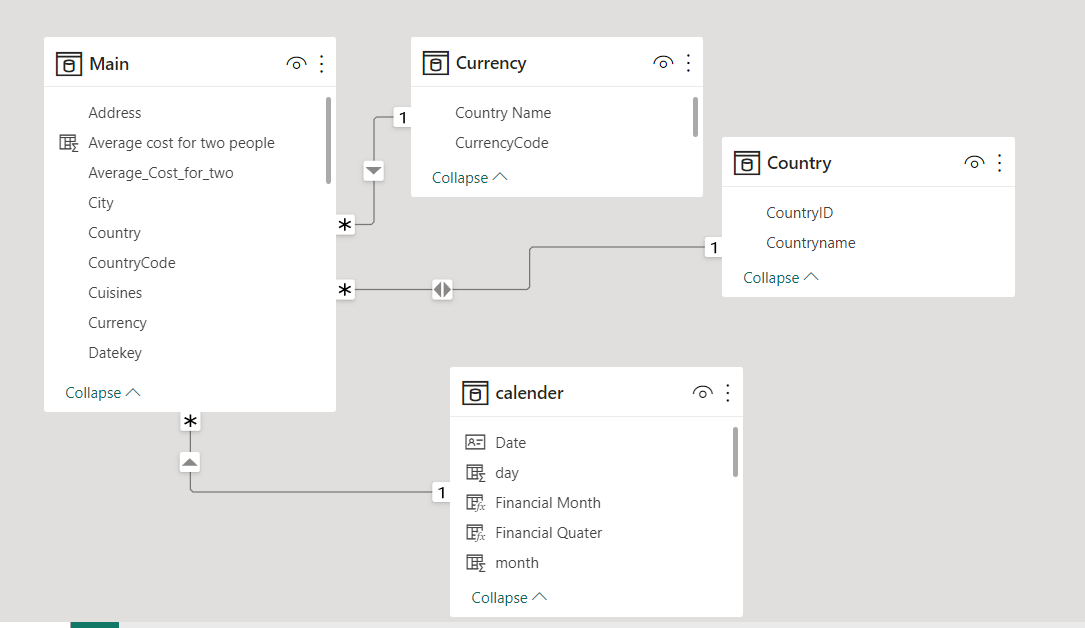 Main
Address
Average cost for two people
Average_Cost_for_two
City
Country
CountryCode
Cuisines
Currency
Datekey
Collapse
Currency
Country Name
CurrencyCode
Collapse
Country
CountryID
Countryname
Collapse
calender
Date
day
Financial Month
Financial Quater
month
Collapse
1
*
*
1
*
1